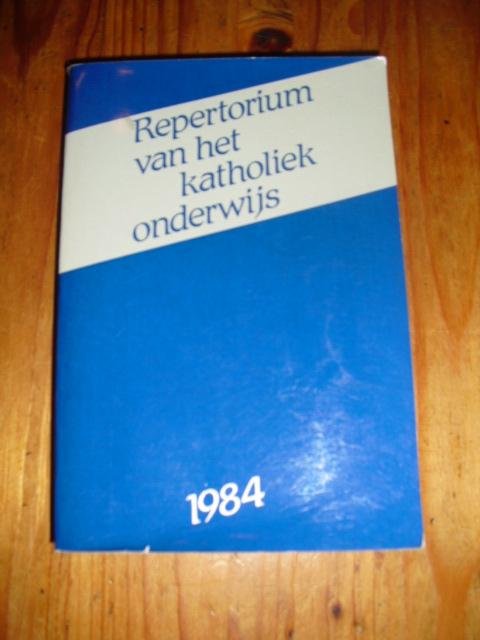 Repertorium
van het
katholiek
onderwijs
1984